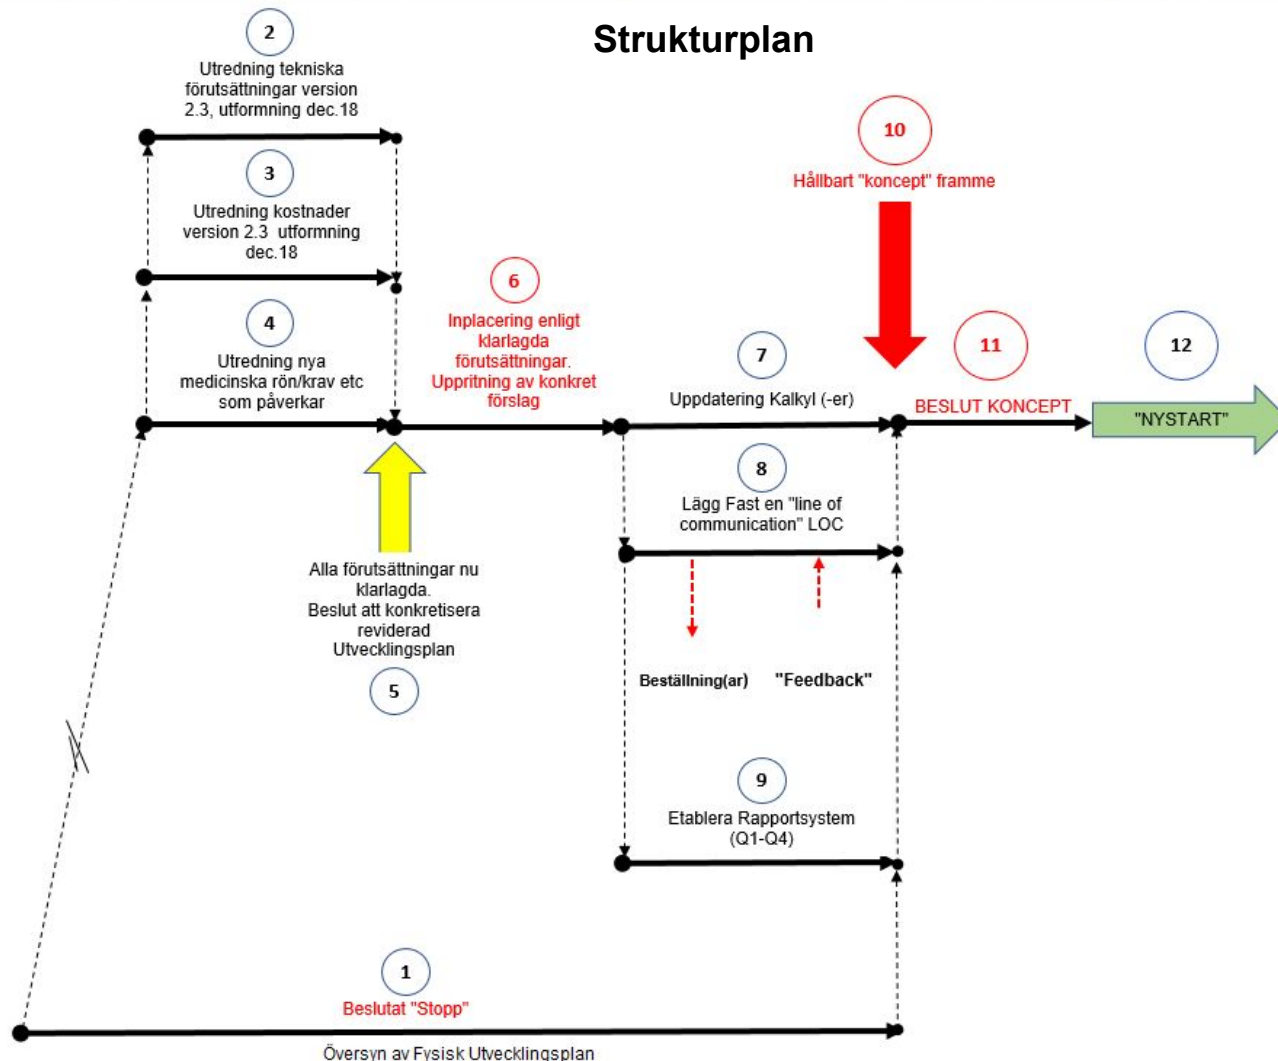 Strukturplan
2
Utredning tekniska
förutsättningar version
2.3, utformning dec.18
3
Utredning kostnader
version 2.3 utformning
dec.18
4
Utredning nya
medicinska rön/krav etc
som påverkar
Alla förutsättningar nu
klarlagda.
Beslut att konkretisera
reviderad
Utvecklingsplan
5
6
Inplacering enligt
klarlagda
förutsättningar.
Uppritning av konkret
förslag
7
Uppdatering Kalkyl (-er)
8
Lägg Fast en "line of
communication" LOC
Beställning(ar) "Feedback"
9
Etablera Rapportsystem
(Q1-Q4)
10
Hållbart "koncept" framme
11
BESLUT KONCEPT
12
"NYSTART"
1
Beslutat "Stopp"
Översyn av Fysisk Utvecklingsplan